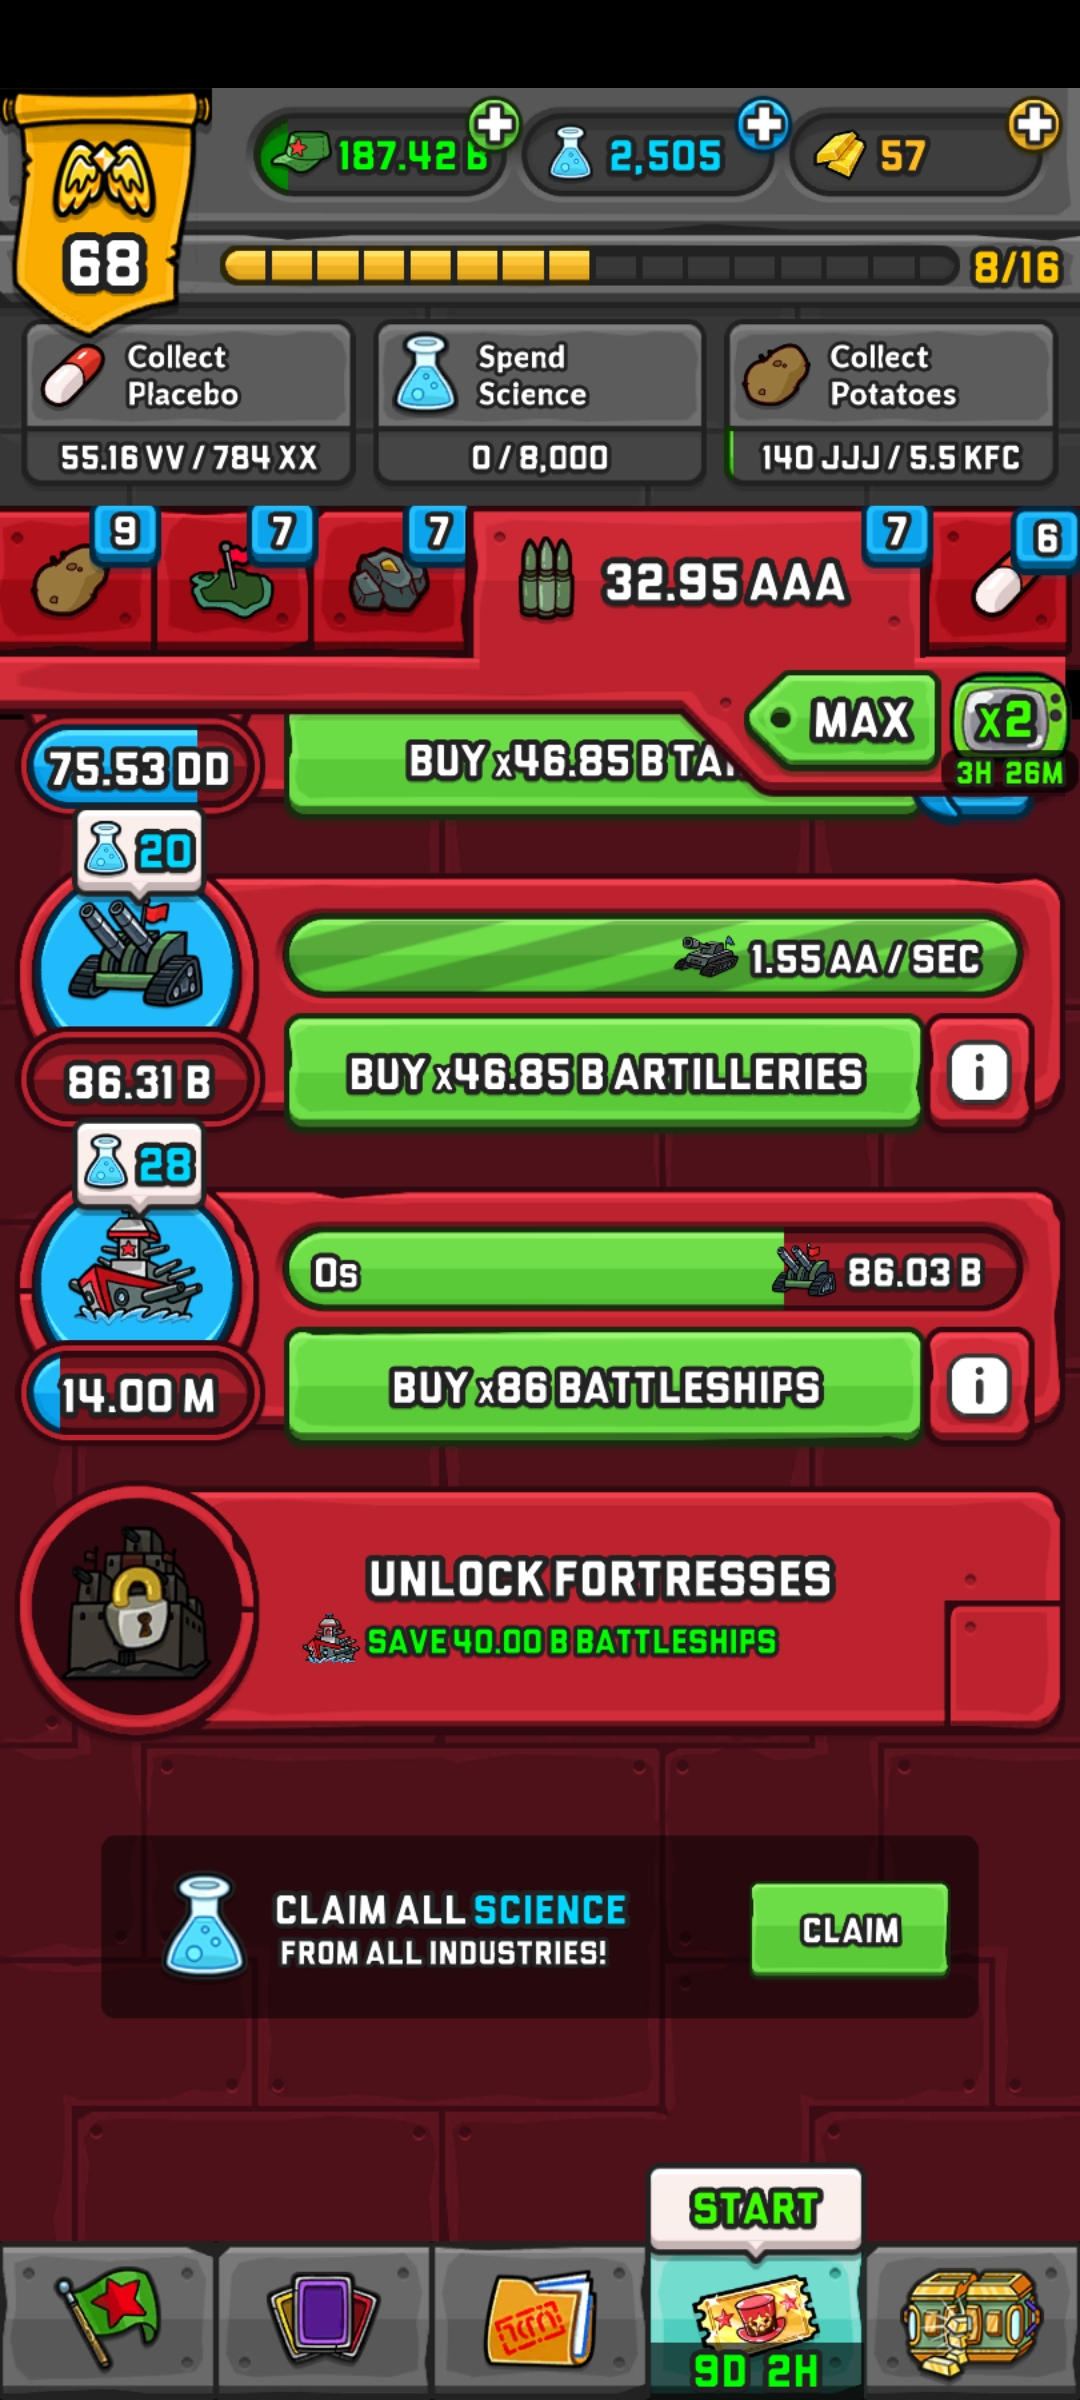 187.42 B
2,505
57
68
8/16
Collect
Placebo
55.16 VV / 784 XX
Spend
Science
0 / 8,000
Collect
Potatoes
140 JJJ / 5.5 KFC
9
7
7
32.95 AAA
7
6
MAX
x2
3H 26M
75.53 DD
BUY x46.85 B TA
20
1.55 AA / SEC
86.31 B
BUY x46.85 B ARTILLERIES
i
28
0s
86.03 B
14.00 M
BUY x86 BATTLESHIPS
i
UNLOCK FORTRESSES
SAVE 40.00 B BATTLESHIPS
CLAIM ALL SCIENCE
FROM ALL INDUSTRIES!
CLAIM
START
9D 2H